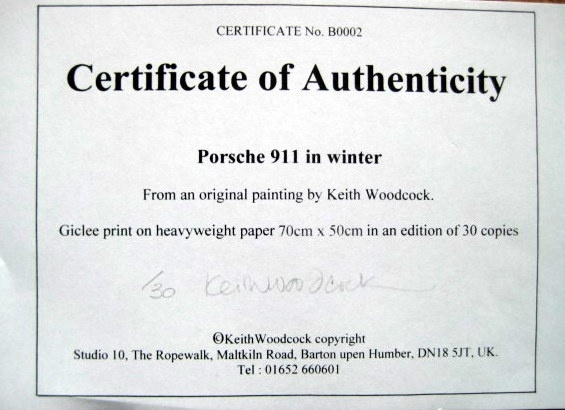 CERTIFICATE No. B0002
Certificate of Authenticity
Porsche 911 in winter
From an original painting by Keith Woodcock.
Giclee print on heavyweight paper 70cm x 50cm in an edition of 30 copies
/30 Keith Woodcock
©KeithWoodcock copyright
Studio 10, The Ropewalk, Maltkiln Road, Barton upen Humber, DN18 5JT, UK.
Tel : 01652 660601